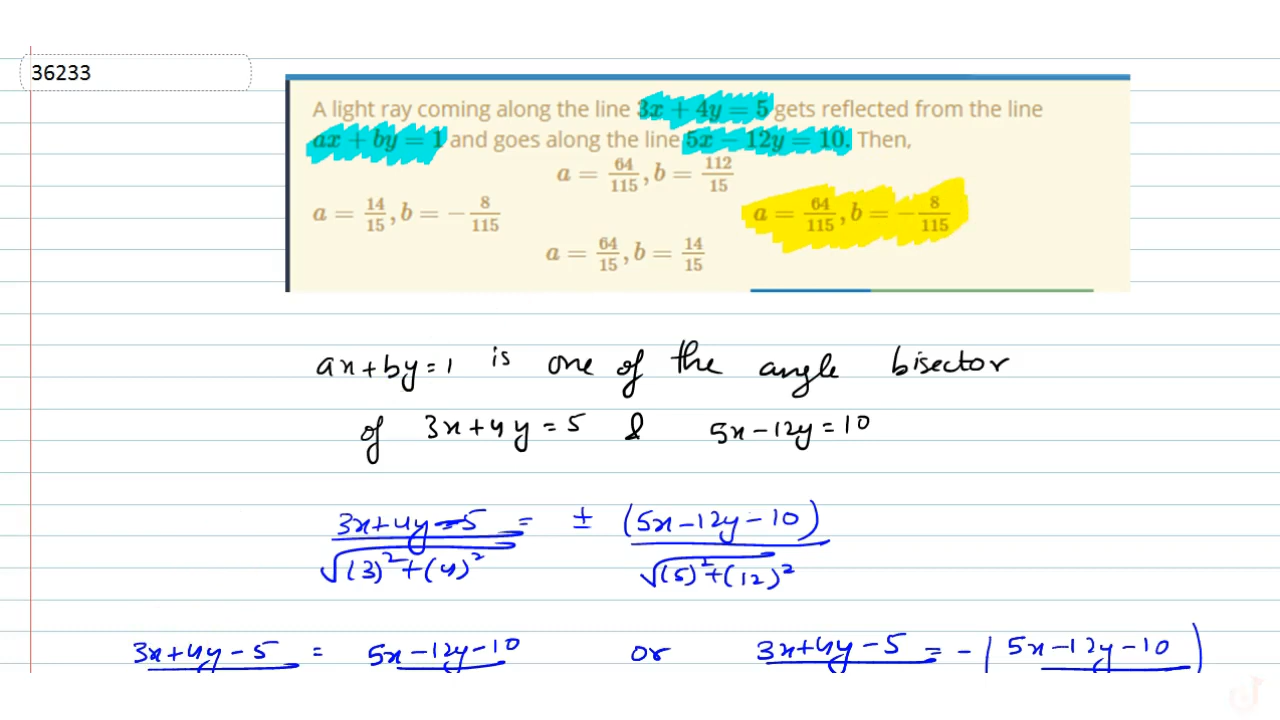 36233
A light ray coming along the line 3x + 4y = 5 gets reflected from the line
ax + by = 1 and goes along the line 5x − 12y = 10. Then,
a = 64/115, b = 112/15
a = 14/15, b = −8/115
a = 64/115, b = −8/115
a = 64/15, b = 14/15
ax+by=1 is one of the angle bisector
of 3x+4y=5 & 5x−12y=10
(3x+4y−5)/√((3)²+(4)²) = ± (5x−12y−10)/√((5)²+(12)²)
3x+4y−5 = 5x−12y−10 or 3x+4y−5 = −(5x−12y−10)